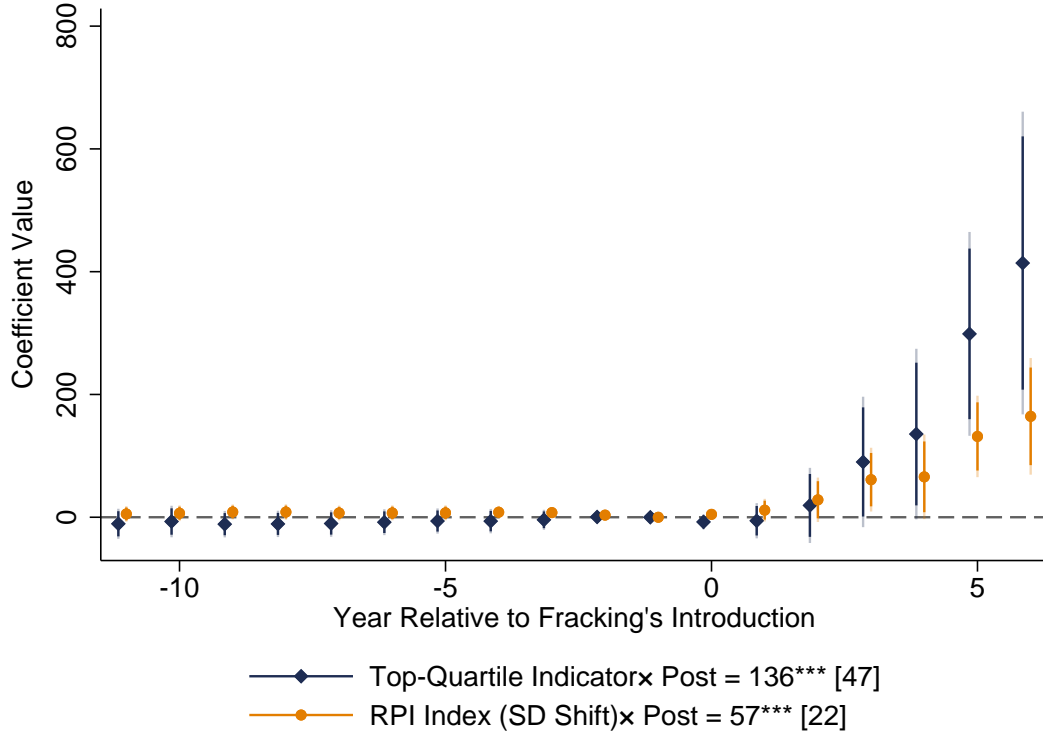 800
600
400
200
0
Coefficient Value
-10 -5 0 5
Year Relative to Fracking's Introduction
Top-Quartile Indicator× Post = 136*** [47]
RPI Index (SD Shift)× Post = 57*** [22]